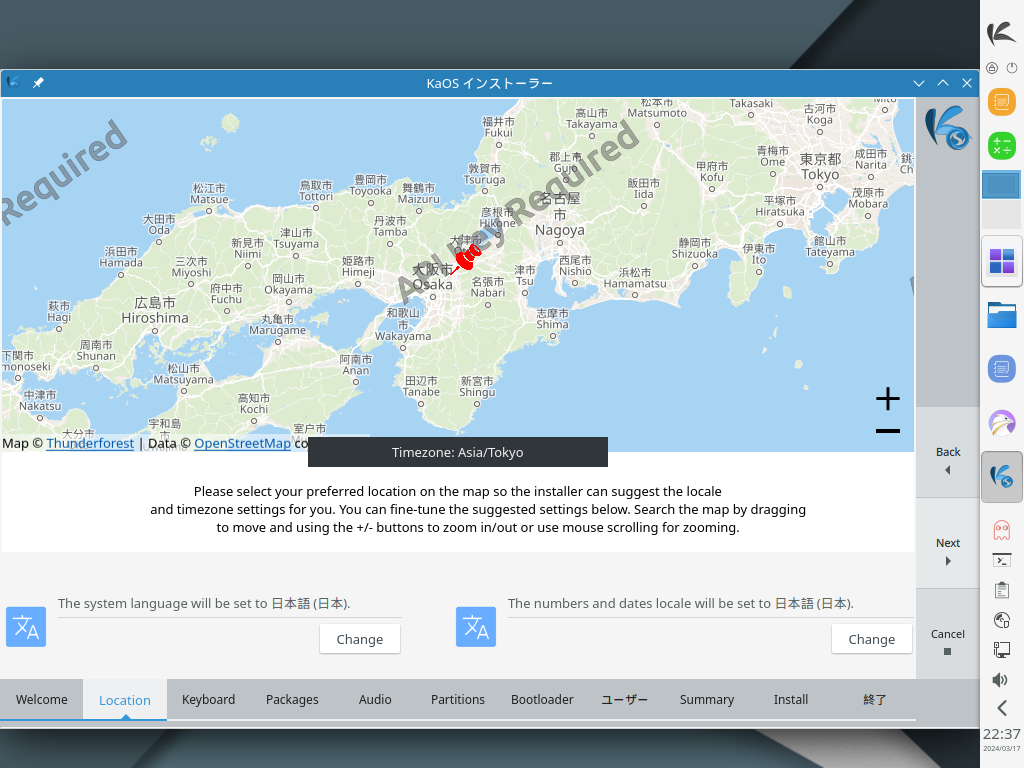 KaOS インストーラー
Required
API Key Required
福井市
Fukui
高山市
Takayama
松本市
Matsumoto
Takasaki
古河市
Koga
Mito
敦賀市
Tsuruga
郡上市
Gujo
青梅市
Ome
東京都
Tokyo
成田市
Narita
銚
Ch
松江市
Matsue
鳥取市
Tottori
豊岡市
Toyooka
舞鶴市
Maizuru
飯田市
Iida
甲府市
Kofu
茂原市
Mobara
大田市
Oda
丹波市
Tamba
彦根市
Hikone
名古屋
市
Nagoya
平塚市
Hiratsuka
浜田市
Hamada
新見市
Niimi
津山市
Tsuyama
大津市
静岡市
Shizuoka
伊東市
Ito
館山市
Tateyama
三次市
Miyoshi
姫路市
Himeji
大阪市
Osaka
津市
Tsu
西尾市
Nishio
浜松市
Hamamatsu
岡山市
Okayama
名張市
Nabari
府中市
Fuchu
萩市
Hagi
広島市
Hiroshima
丸亀市
Marugame
和歌山
市
Wakayama
志摩市
Shima
周南市
Shunan
下関市
monoseki
松山市
Matsuyama
阿南市
Anan
田辺市
Tanabe
新宮市
Shingu
中津市
Nakatsu
高知市
Kochi
宇和島
市
Uwajima
大分市
室戸市
Mu
Map © Thunderforest | Data © OpenStreetMap co
Timezone: Asia/Tokyo
Please select your preferred location on the map so the installer can suggest the locale
and timezone settings for you. You can fine-tune the suggested settings below. Search the map by dragging
to move and using the +/- buttons to zoom in/out or use mouse scrolling for zooming.
The system language will be set to 日本語 (日本).
Change
The numbers and dates locale will be set to 日本語 (日本).
Change
Back
Next
Cancel
Welcome Location Keyboard Packages Audio Partitions Bootloader ユーザー Summary Install 終了
22:37
2024/03/17